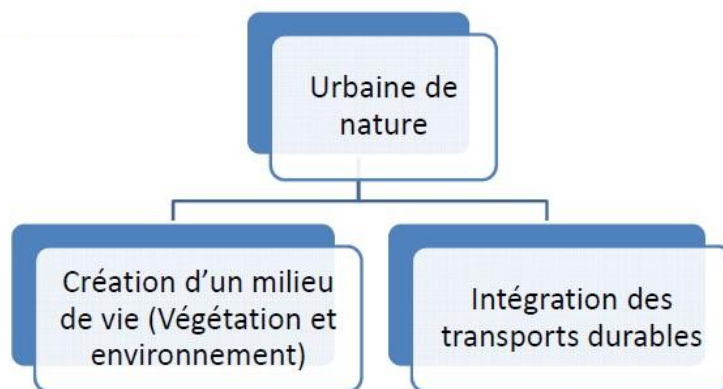 Urbaine de
nature
Création d'un milieu
de vie (Végétation et
environnement)
Intégration des
transports durables